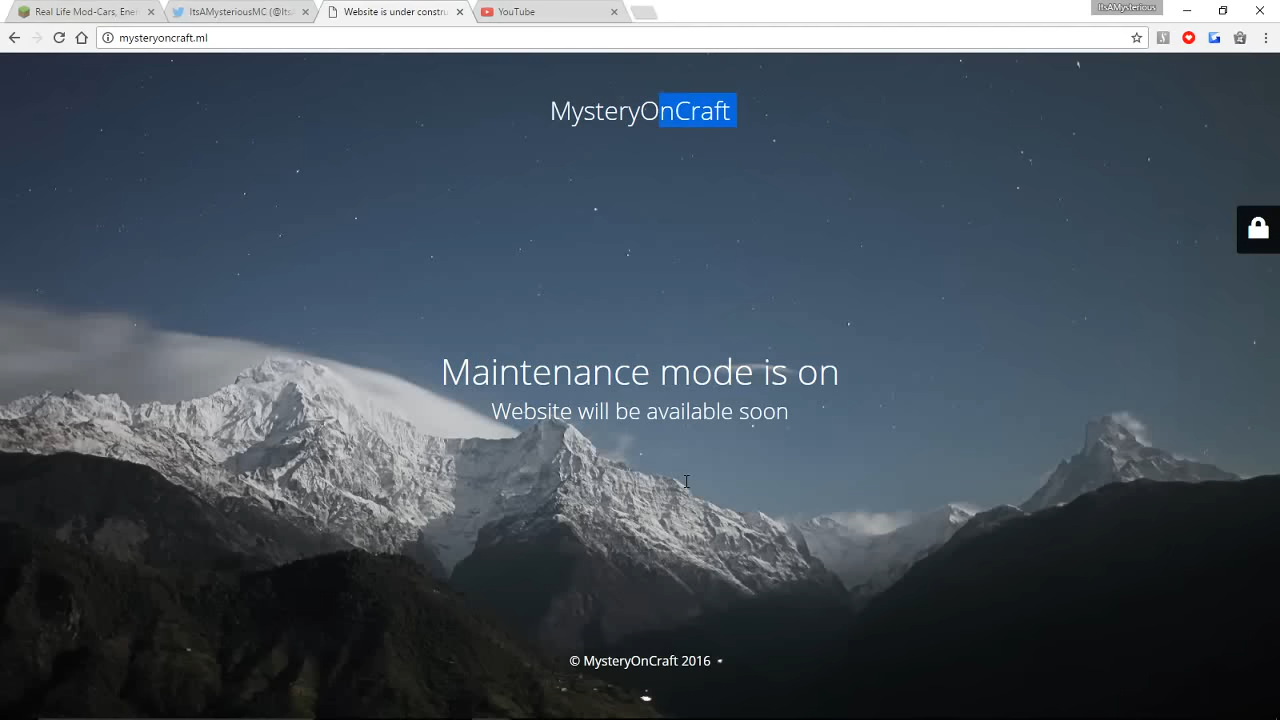 Real Life Mod-Cars, Ener
ItsAMysteriousMC (@Its
Website is under constru
YouTube
ItsAMysterious
mysteryoncraft.ml
MysteryOnCraft
Maintenance mode is on
Website will be available soon
© MysteryOnCraft 2016